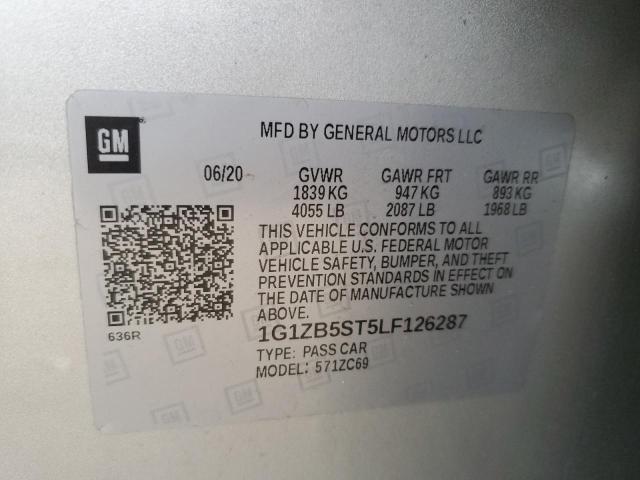 GM
MFD BY GENERAL MOTORS LLC
06/20 GVWR GAWR FRT GAWR RR
1839 KG 947 KG 893 KG
4055 LB 2087 LB 1968 LB
THIS VEHICLE CONFORMS TO ALL
APPLICABLE U.S. FEDERAL MOTOR
VEHICLE SAFETY, BUMPER, AND THEFT
PREVENTION STANDARDS IN EFFECT ON
THE DATE OF MANUFACTURE SHOWN
ABOVE.
636R
1G1ZB5ST5LF126287
TYPE: PASS CAR
MODEL: 571ZC69